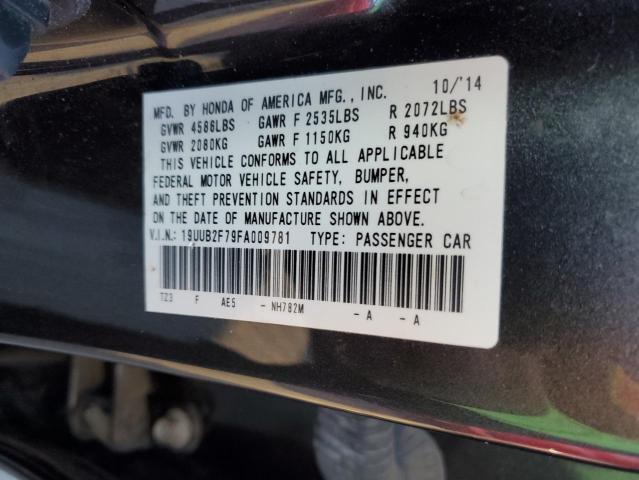 MFD. BY HONDA OF AMERICA MFG., INC. 10/'14
GVWR 4586LBS GAWR F 2535LBS R 2072LBS
GVWR 2080KG GAWR F 1150KG R 940KG
THIS VEHICLE CONFORMS TO ALL APPLICABLE
FEDERAL MOTOR VEHICLE SAFETY, BUMPER,
AND THEFT PREVENTION STANDARDS IN EFFECT
ON THE DATE OF MANUFACTURE SHOWN ABOVE.
V.I.N.: 19UUB2F79FA009781 TYPE: PASSENGER CAR
TZ3 F AE5 - NH782M - A - A